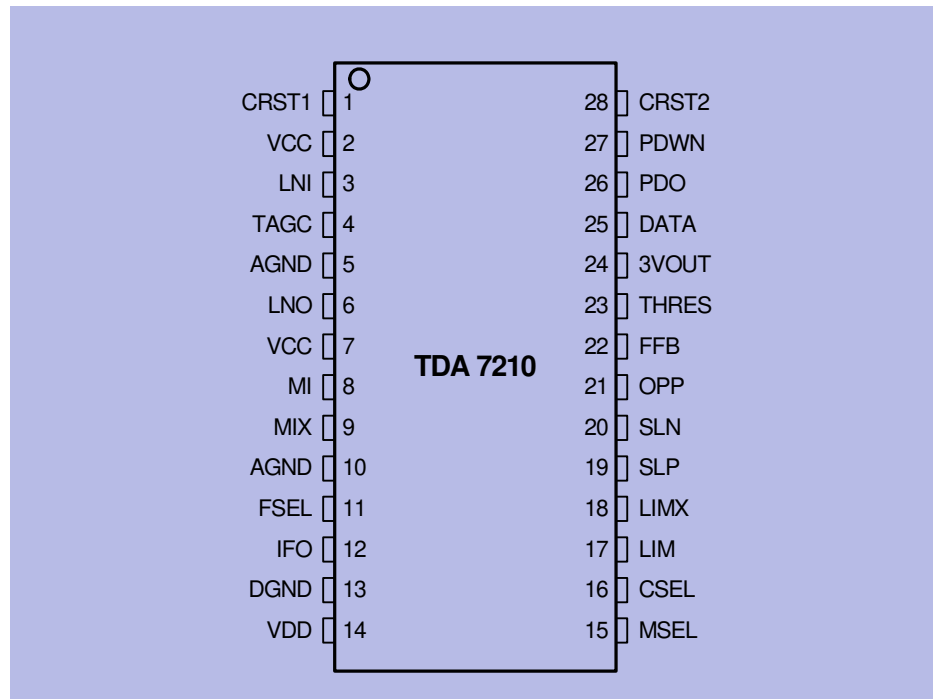 CRST1 1 28 CRST2
VCC 2 27 PDWN
LNI 3 26 PDO
TAGC 4 25 DATA
AGND 5 24 3VOUT
LNO 6 23 THRES
VCC 7 22 FFB
TDA 7210
MI 8 21 OPP
MIX 9 20 SLN
AGND 10 19 SLP
FSEL 11 18 LIMX
IFO 12 17 LIM
DGND 13 16 CSEL
VDD 14 15 MSEL